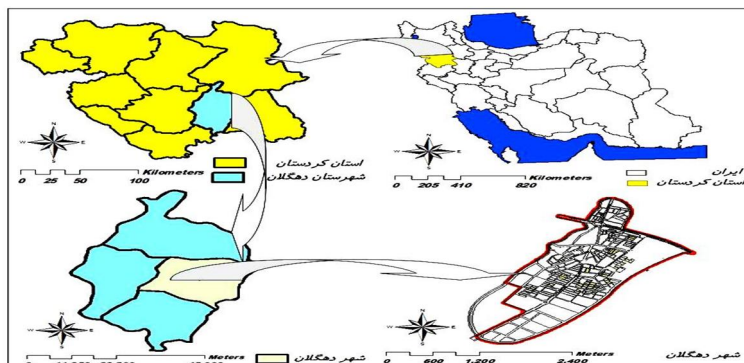 N
W E
S
استان کردستان
شهرستان دهگلان
Kilometers
0 25 50 100
N
W E
S
ایران
استان کردستان
Kilometers
0 205 410 820
N
W E
S
شهر دهگلان
Meters
0
N
W E
S
شهر دهگلان
Meters
0 600 1,200 2,400